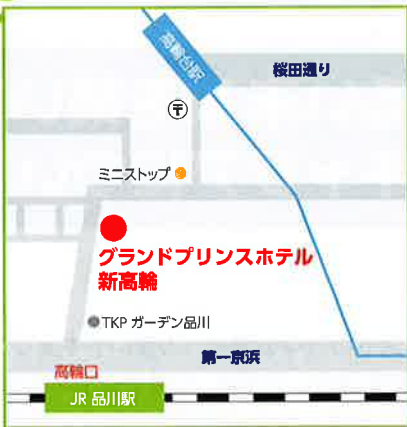 高輪台駅
桜田通り
〒
ミニストップ
グランドプリンスホテル
新高輪
TKP ガーデン品川
第一京浜
高輪口
JR 品川駅